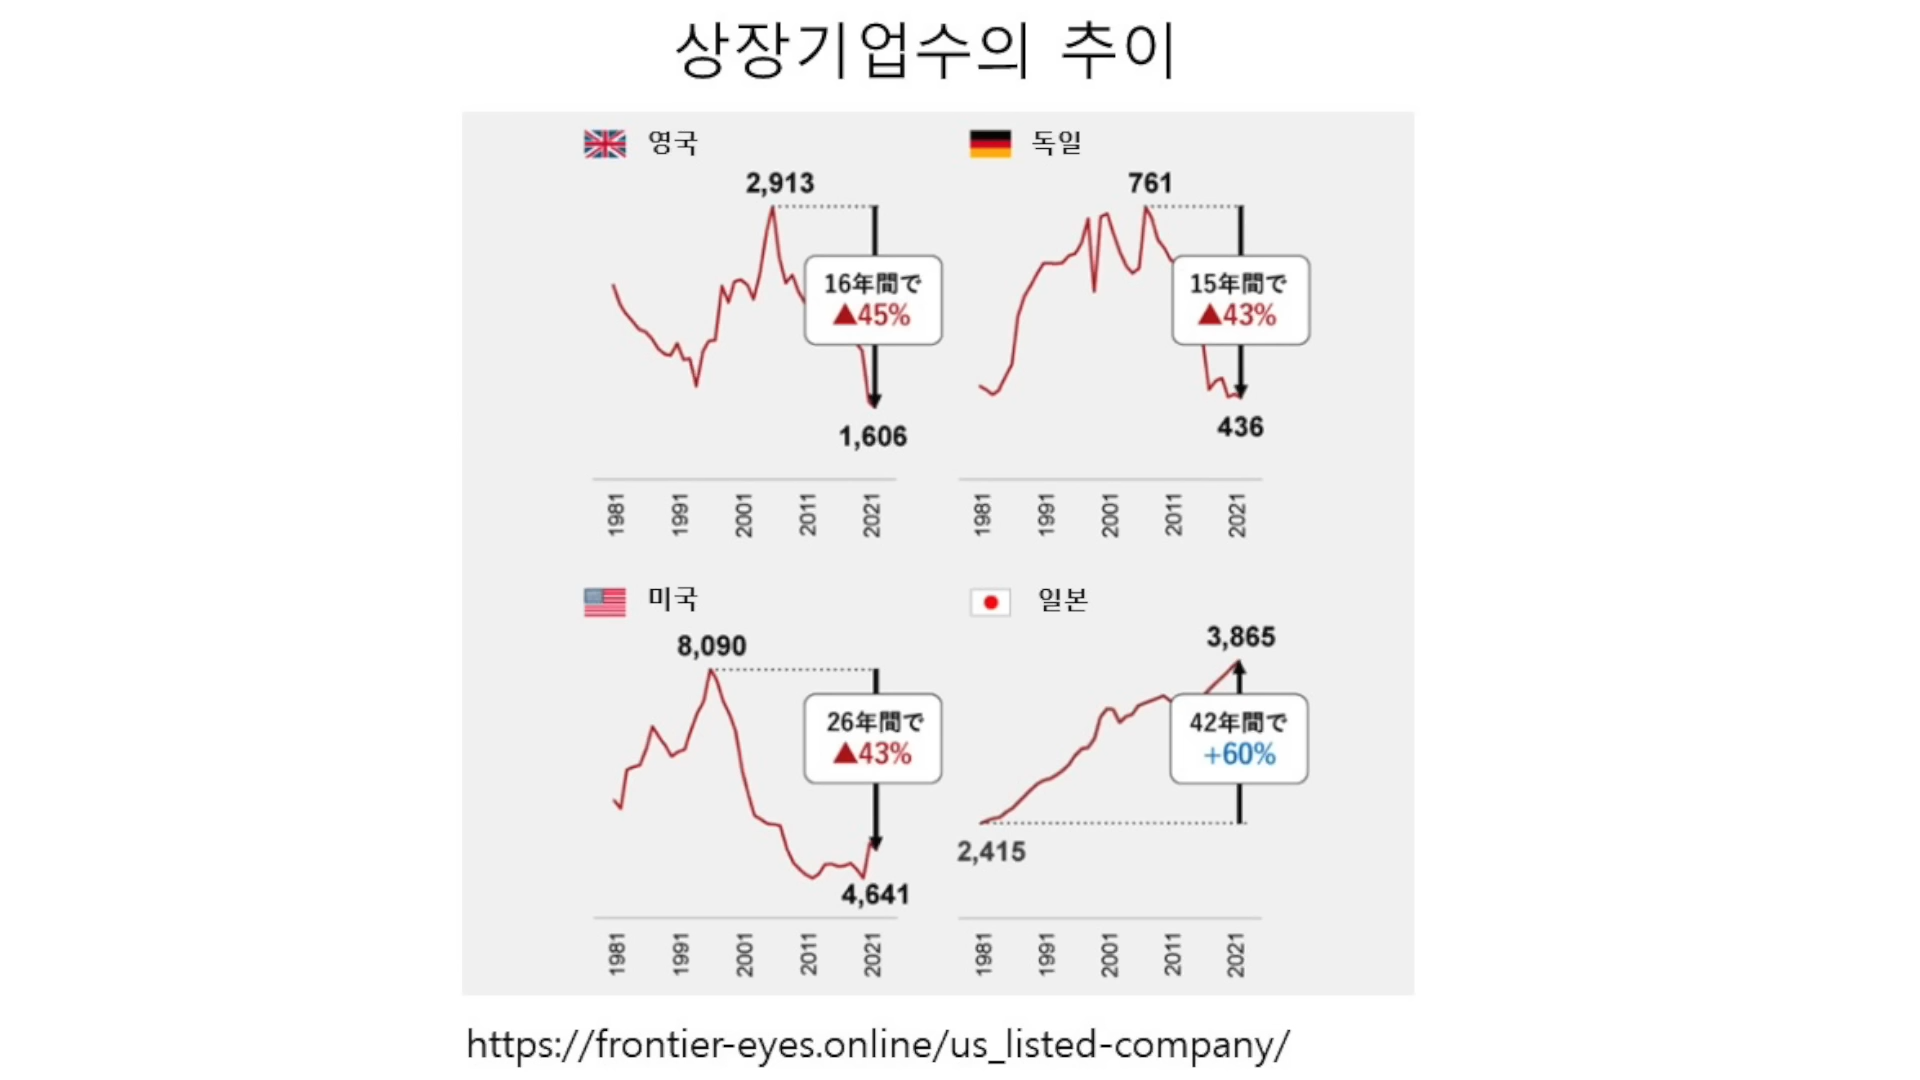 상장기업수의 추이
영국
2,913
16年間で
▲45%
1,606
1981 1991 2001 2011 2021
독일
761
15年間で
▲43%
436
1981 1991 2001 2011 2021
미국
8,090
26年間で
▲43%
4,641
1981 1991 2001 2011 2021
일본
3,865
42年間で
+60%
2,415
1981 1991 2001 2011 2021
https://frontier-eyes.online/us_listed-company/